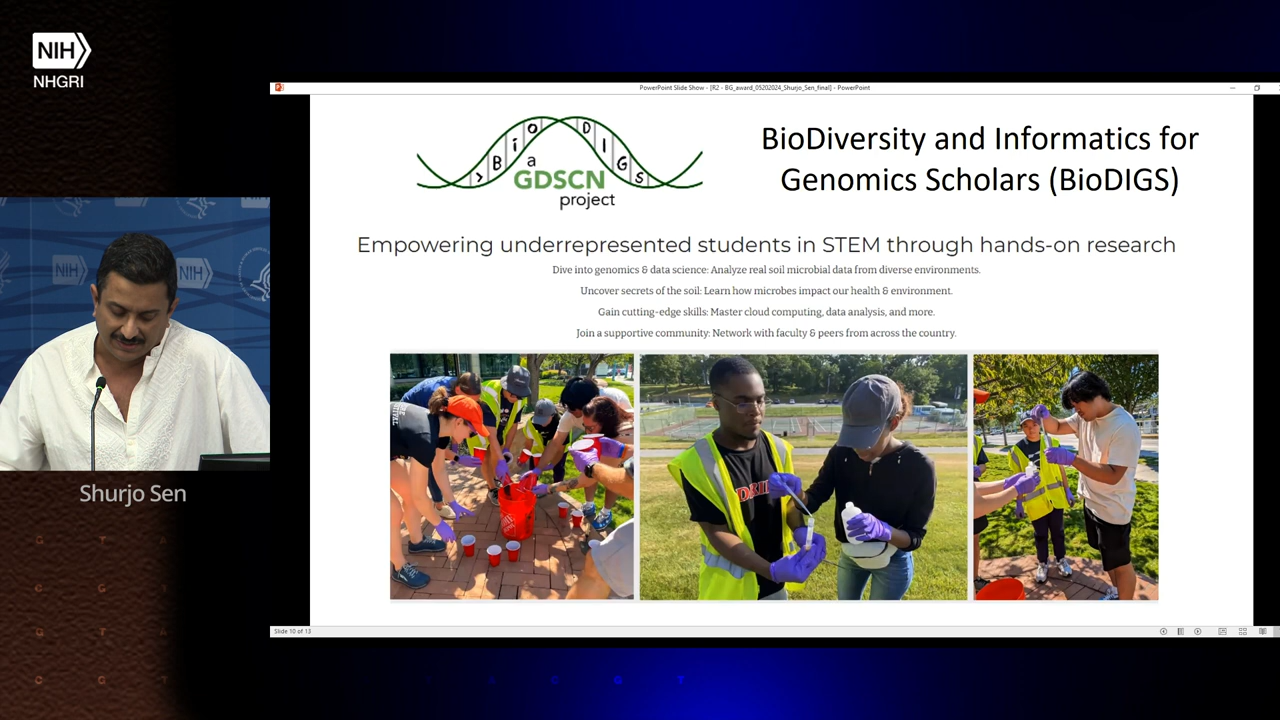 NIH
NHGRI
PowerPoint Slide Show - [R2 - BG_award_05202024_Shurjo_Sen_final] - PowerPoint
BIO DIGS
a
GDSCN
project
BioDiversity and Informatics for
Genomics Scholars (BioDIGS)
Empowering underrepresented students in STEM through hands-on research
Dive into genomics & data science: Analyze real soil microbial data from diverse environments.
Uncover secrets of the soil: Learn how microbes impact our health & environment.
Gain cutting-edge skills: Master cloud computing, data analysis, and more.
Join a supportive community: Network with faculty & peers from across the country.
NIH
NIH
Shurjo Sen
Slide 10 of 13